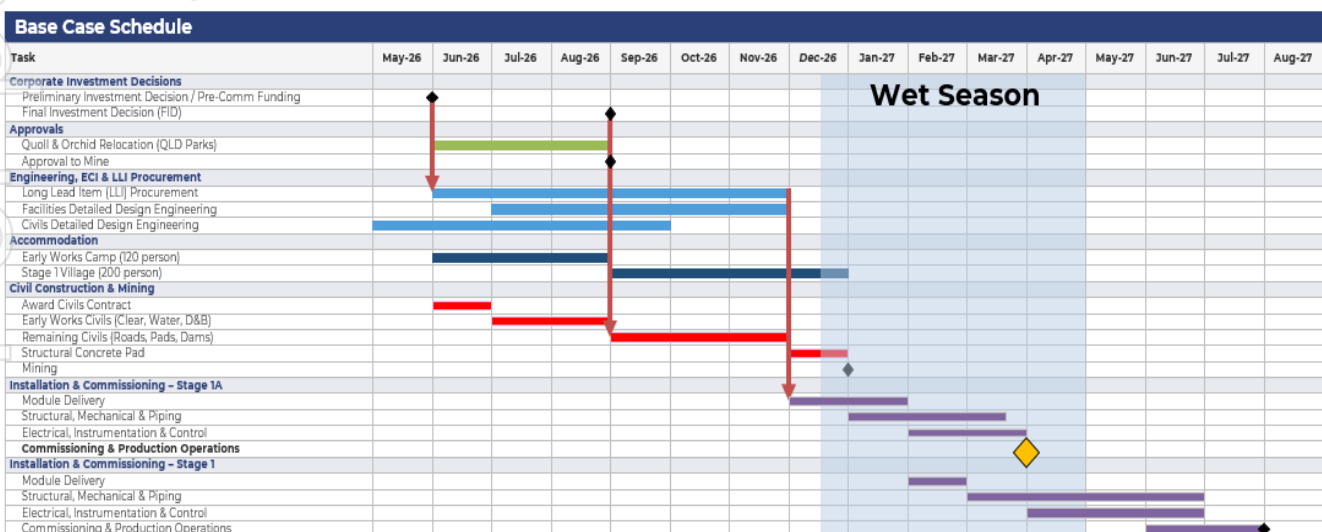 Base Case Schedule
Task May-26 Jun-26 Jul-26 Aug-26 Sep-26 Oct-26 Nov-26 Dec-26 Jan-27 Feb-27 Mar-27 Apr-27 May-27 Jun-27 Jul-27 Aug-27
Corporate Investment Decisions
Wet Season
Preliminary Investment Decision / Pre-Comm Funding
Final Investment Decision (FID)
Approvals
Quoll & Orchid Relocation (QLD Parks)
Approval to Mine
Engineering, ECI & LLI Procurement
Long Lead Item (LLI) Procurement
Facilities Detailed Design Engineering
Civils Detailed Design Engineering
Accommodation
Early Works Camp (120 person)
Stage 1 Village (200 person)
Civil Construction & Mining
Award Civils Contract
Early Works Civils (Clear, Water, D&B)
Remaining Civils (Roads, Pads, Dams)
Structural Concrete Pad
Mining
Installation & Commissioning – Stage 1A
Module Delivery
Structural, Mechanical & Piping
Electrical, Instrumentation & Control
Commissioning & Production Operations
Installation & Commissioning – Stage 1
Module Delivery
Structural, Mechanical & Piping
Electrical, Instrumentation & Control
Commissioning & Production Operations